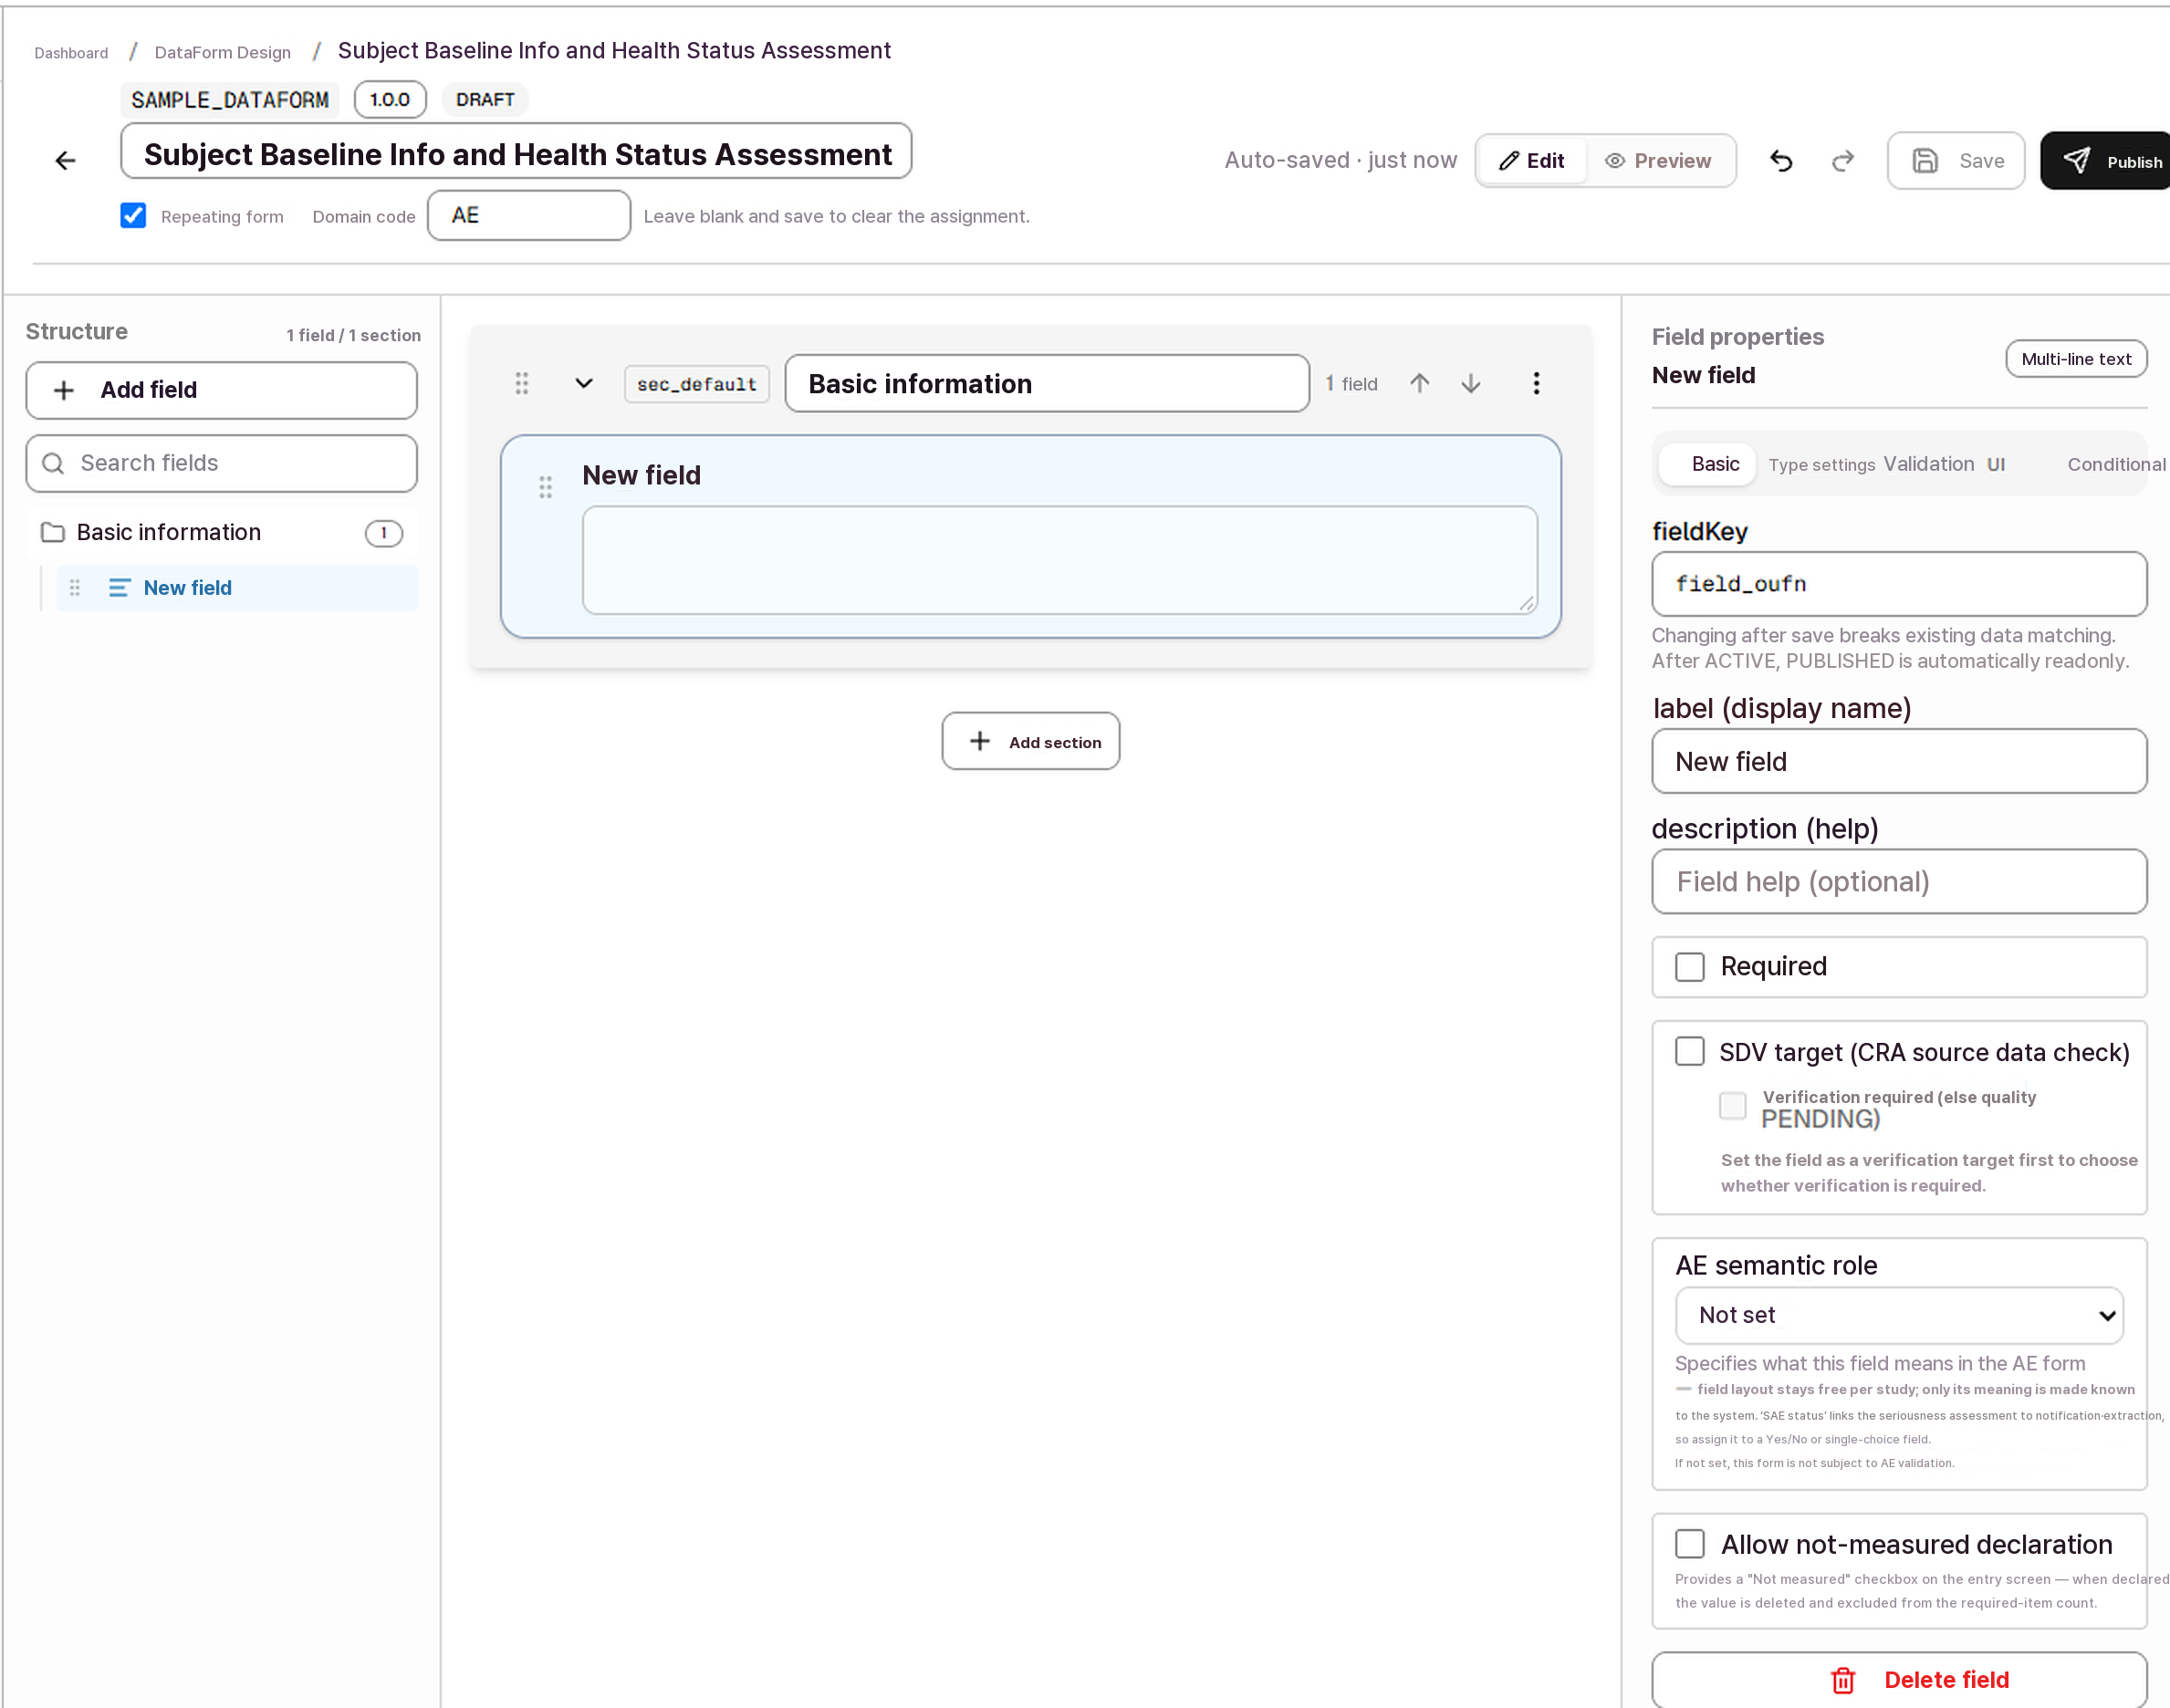 Dashboard / DataForm Design / Subject Baseline Info and Health Status Assessment
SAMPLE_DATAFORM 1.0.0 DRAFT
Subject Baseline Info and Health Status Assessment
Auto-saved · just now Edit Preview Save Publish
Repeating form Domain code AE Leave blank and save to clear the assignment.
Structure 1 field / 1 section
Add field
Search fields
Basic information 1
New field
sec_default Basic information 1 field
New field
Add section
Field properties
New field
Multi-line text
Basic Type settings Validation UI Conditional
fieldKey
field_oufn
Changing after save breaks existing data matching.
After ACTIVE, PUBLISHED is automatically readonly.
label (display name)
New field
description (help)
Field help (optional)
Required
SDV target (CRA source data check)
Verification required (else quality
PENDING)
Set the field as a verification target first to choose
whether verification is required.
AE semantic role
Not set
Specifies what this field means in the AE form
— field layout stays free per study; only its meaning is made known
to the system. ‘SAE status’ links the seriousness assessment to notification·extraction,
so assign it to a Yes/No or single-choice field.
If not set, this form is not subject to AE validation.
Allow not-measured declaration
Provides a "Not measured" checkbox on the entry screen — when declared
the value is deleted and excluded from the required-item count.
Delete field